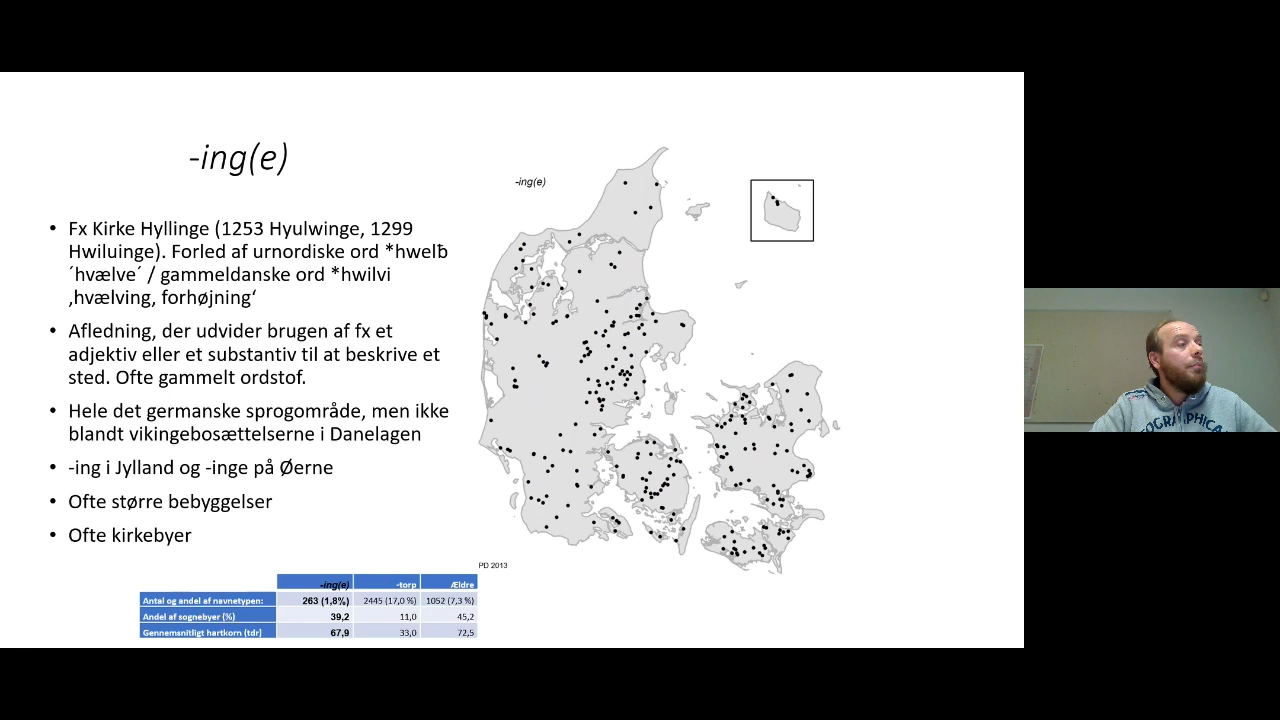 -ing(e)
• Fx Kirke Hyllinge (1253 Hyulwinge, 1299
Hwiluinge). Forled af urnordiske ord *hwelƀ
´hvælve´ / gammeldanske ord *hwilvi
‚hvælving, forhøjning‘
• Afledning, der udvider brugen af fx et
adjektiv eller et substantiv til at beskrive et
sted. Ofte gammelt ordstof.
• Hele det germanske sprogområde, men ikke
blandt vikingebosættelserne i Danelagen
• -ing i Jylland og -inge på Øerne
• Ofte større bebyggelser
• Ofte kirkebyer
-ing(e)
PD 2013
-ing(e) -torp Ældre
Antal og andel af navnetypen: 263 (1,8%) 2445 (17,0 %) 1052 (7,3 %)
Andel af sognebyer (%) 39,2 11,0 45,2
Gennemsnitligt hartkorn (tdr) 67,9 33,0 72,5